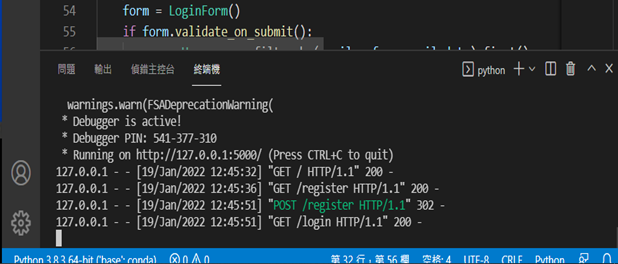 54 form = LoginForm()
55 if form.validate_on_submit():
問題 輸出 偵錯主控台 終端機 python
warnings.warn(FSADeprecationWarning(
* Debugger is active!
* Debugger PIN: 541-377-310
* Running on http://127.0.0.1:5000/ (Press CTRL+C to quit)
127.0.0.1 - - [19/Jan/2022 12:45:32] "GET / HTTP/1.1" 200 -
127.0.0.1 - - [19/Jan/2022 12:45:36] "GET /register HTTP/1.1" 200 -
127.0.0.1 - - [19/Jan/2022 12:45:51] "POST /register HTTP/1.1" 302 -
127.0.0.1 - - [19/Jan/2022 12:45:51] "GET /login HTTP/1.1" 200 -
Python 3.8.3 64-bit ('base': conda) 0 0 第 32 行，第 56 欄 空格: 4 UTF-8 CRLF Python